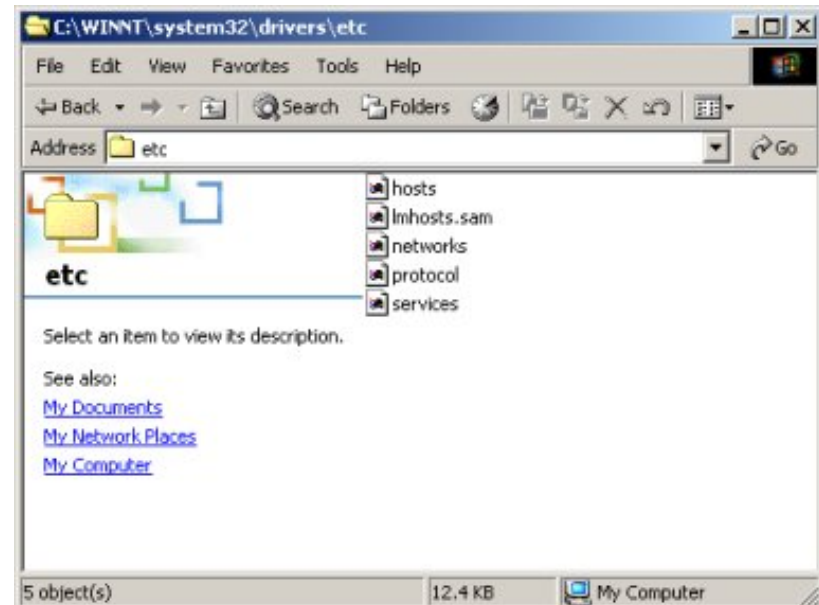 C:\WINNT\system32\drivers\etc
File Edit View Favorites Tools Help
Back Search Folders
Address etc Go
hosts
lmhosts.sam
networks
protocol
services
etc
Select an item to view its description.
See also:
My Documents
My Network Places
My Computer
5 object(s) 12.4 KB My Computer